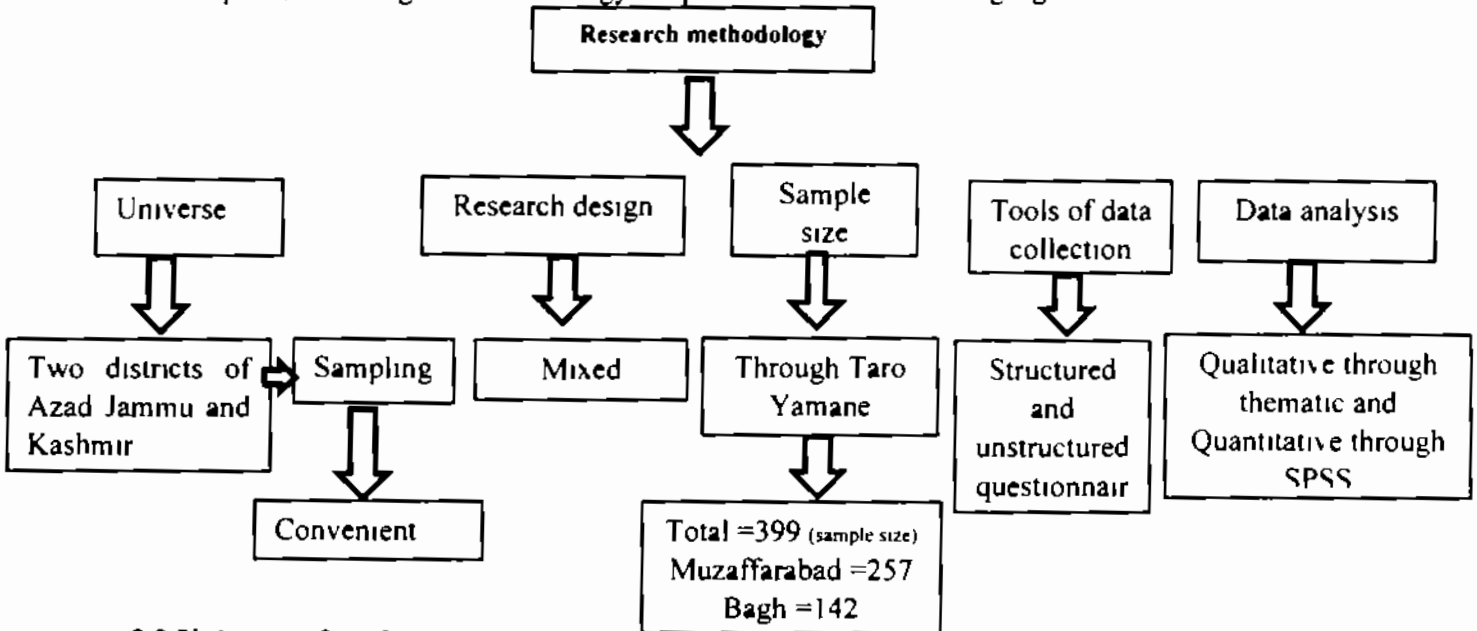 Research methodology
Universe
Research design
Sample
size
Tools of data
collection
Data analysis
Two districts of
Azad Jammu and
Kashmir
Sampling
Convenient
Mixed
Through Taro
Yamane
Total =399 (sample size)
Muzaffarabad =257
Bagh =142
Structured
and
unstructured
questionnair
Qualitative through
thematic and
Quantitative through
SPSS